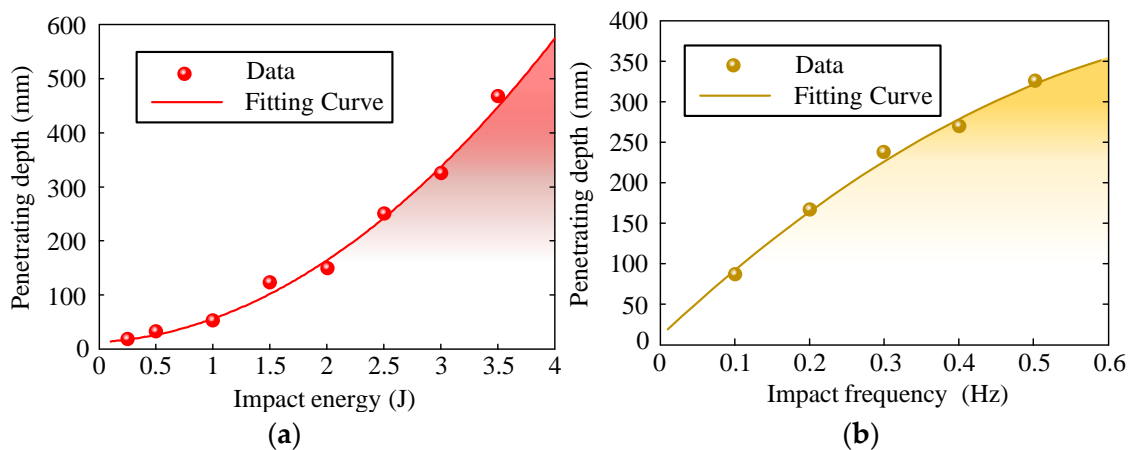 600
500
400
300
200
100
0
Penetrating depth (mm)
Data
Fitting Curve
0 0.5 1 1.5 2 2.5 3 3.5 4
Impact energy (J)
(a)
400
350
300
250
200
150
100
50
0
Penetrating depth (mm)
Data
Fitting Curve
0 0.1 0.2 0.3 0.4 0.5 0.6
Impact frequency (Hz)
(b)